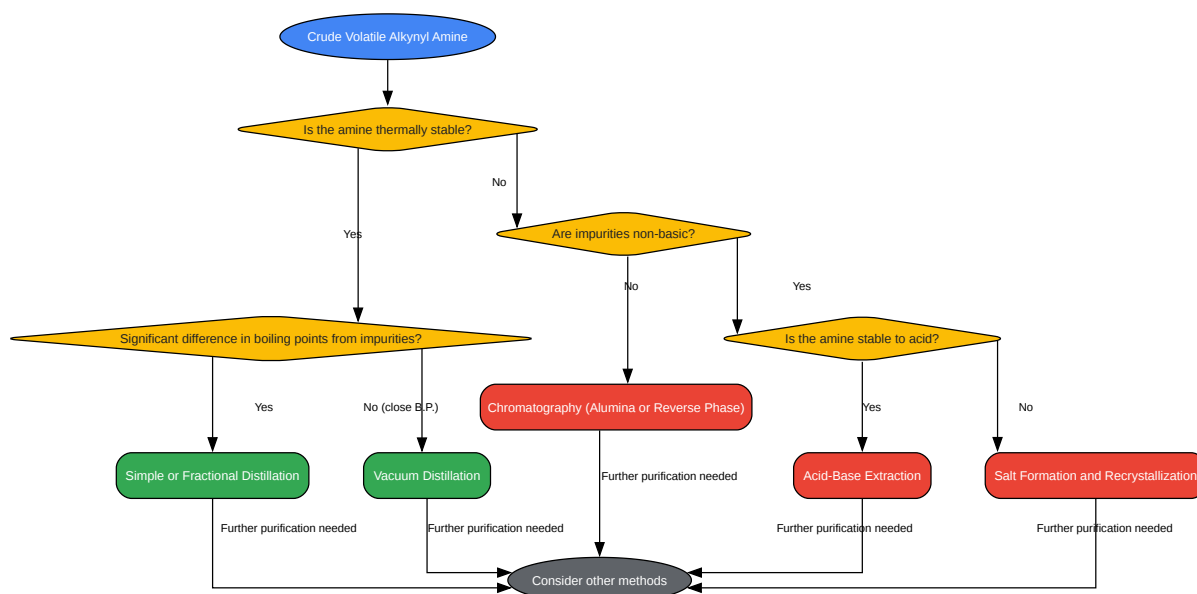 Crude Volatile Alkynyl Amine
Is the amine thermally stable?
No
Yes
Are impurities non-basic?
No
Yes
Significant difference in boiling points from impurities?
Is the amine stable to acid?
Yes
No (close B.P.)
Chromatography (Alumina or Reverse Phase)
Yes
No
Simple or Fractional Distillation
Vacuum Distillation
Further purification needed
Acid-Base Extraction
Salt Formation and Recrystallization
Further purification needed
Further purification needed
Further purification needed
Further purification needed
Consider other methods